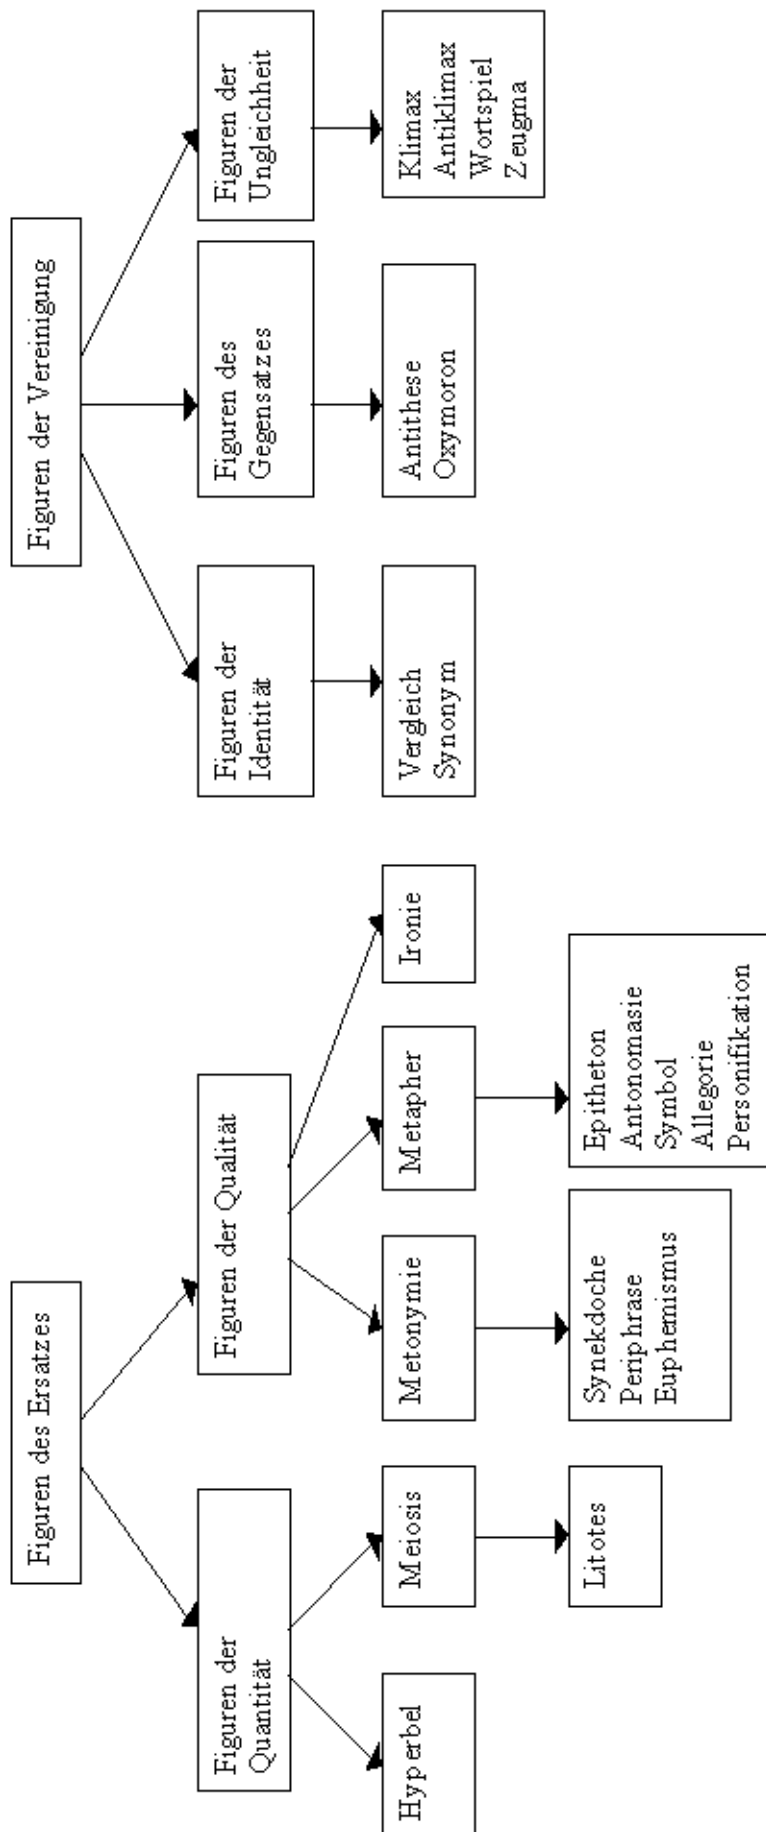 Figuren des Ersatzes
Figuren der Vereinigung
Figuren der
Quantität
Figuren der Qualität
Figuren der
Identität
Figuren des
Gegensatzes
Figuren der
Ungleichheit
Hyperbel
Meiosis
Metonymie
Metapher
Ironie
Vergleich
Synonym
Antithese
Oxymoron
Klimax
Antiklimax
Wortspiel
Zeugma
Litotes
Synekdoche
Periphrase
Euphemismus
Epitheton
Antonomasie
Symbol
Allegorie
Personifikation